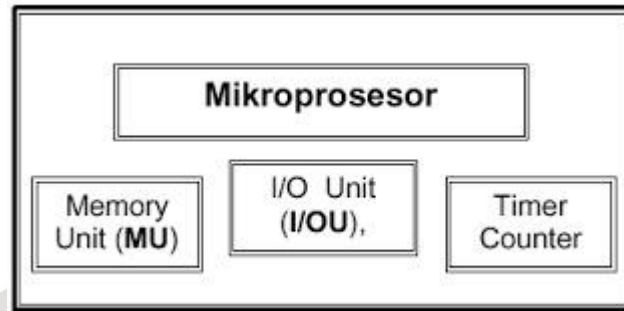 Mikroprosesor
Memory
Unit (MU)
I/O Unit
(I/OU),
Timer
Counter